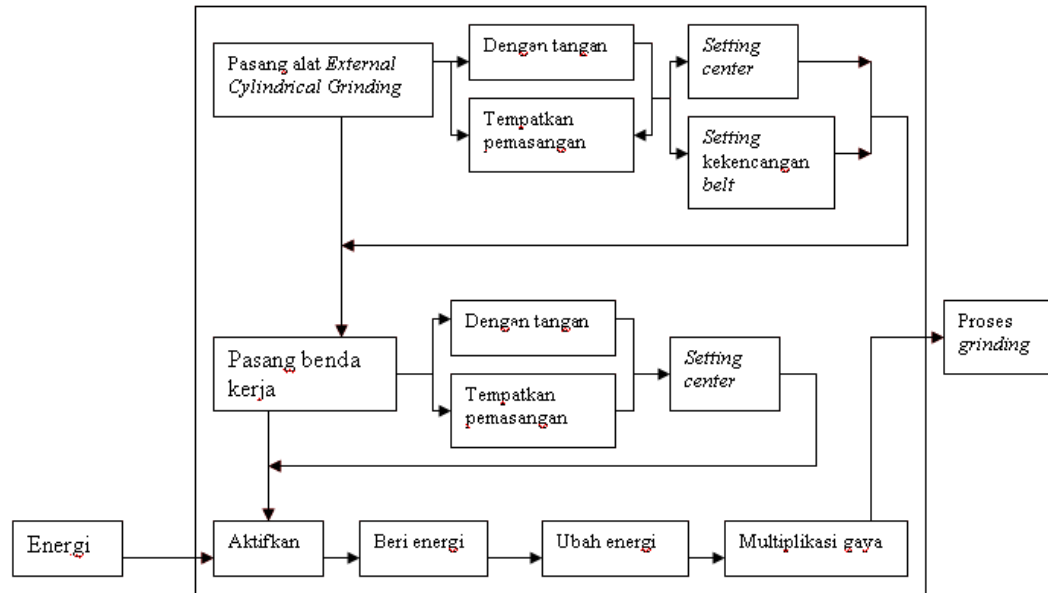 Pasang alat External
Cylindrical Grinding
Dengan tangan
Tempatkan
pemasangan
Setting
center
Setting
kekencangan
belt
Pasang benda
kerja
Dengan tangan
Tempatkan
pemasangan
Setting
center
Proses
grinding
Energi
Aktifkan
Beri energi
Ubah energi
Multiplikasi gaya